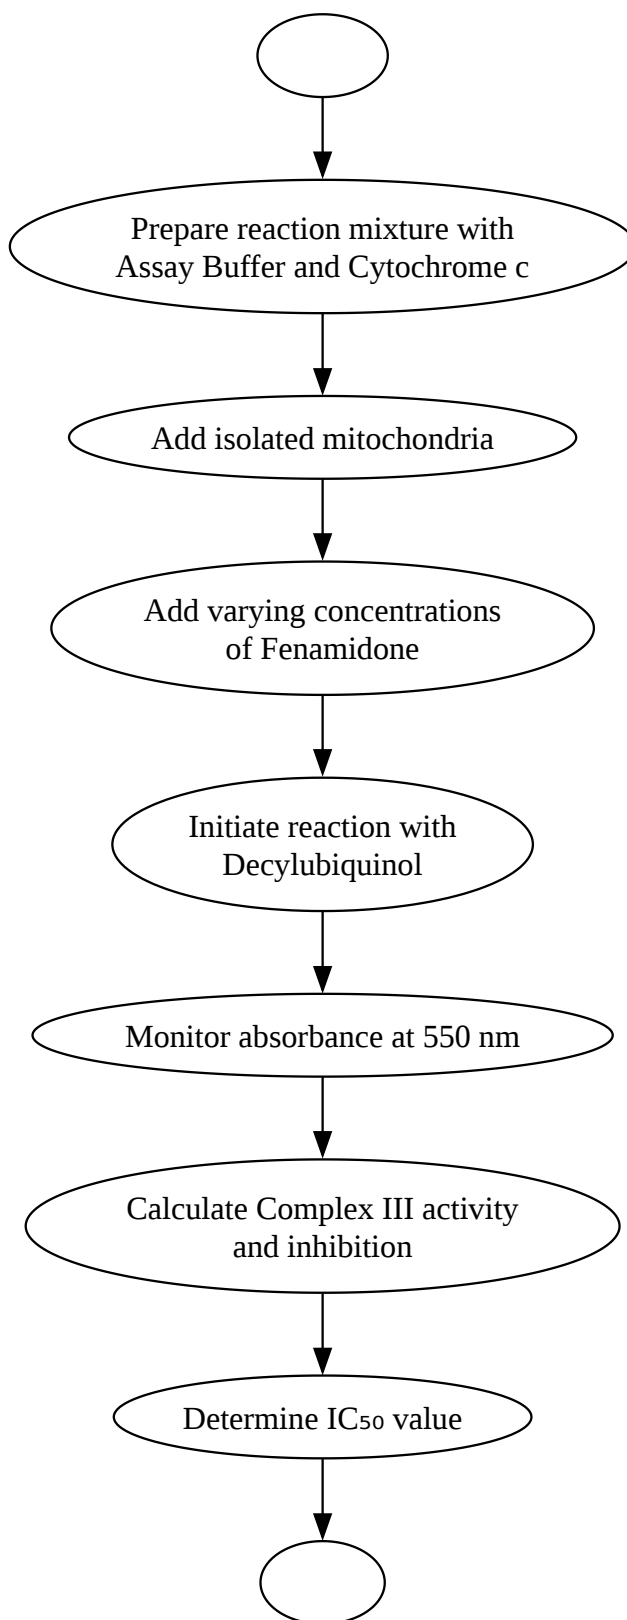 Prepare reaction mixture with
Assay Buffer and Cytochrome c
Add isolated mitochondria
Add varying concentrations
of Fenamidone
Initiate reaction with
Decylubiquinol
Monitor absorbance at 550 nm
Calculate Complex III activity
and inhibition
Determine IC₅₀ value